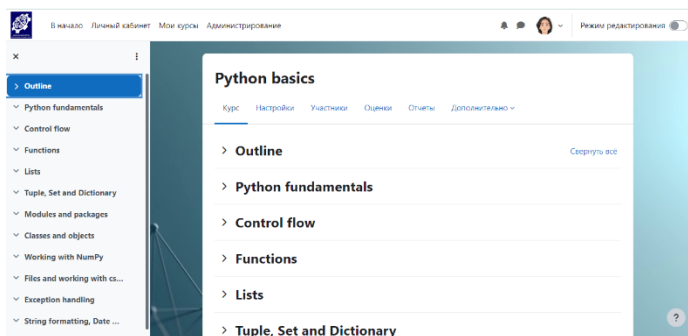 В начало Личный кабинет Мои курсы Администрирование Режим редактирования
Outline
Python fundamentals
Control flow
Functions
Lists
Tuple, Set and Dictionary
Modules and packages
Classes and objects
Working with NumPy
Files and working with cs...
Exception handling
String formatting, Date ...
Python basics
Курс Настройки Участники Оценки Отчеты Дополнительно
Outline Свернуть всё
Python fundamentals
Control flow
Functions
Lists
Tuple, Set and Dictionary
?